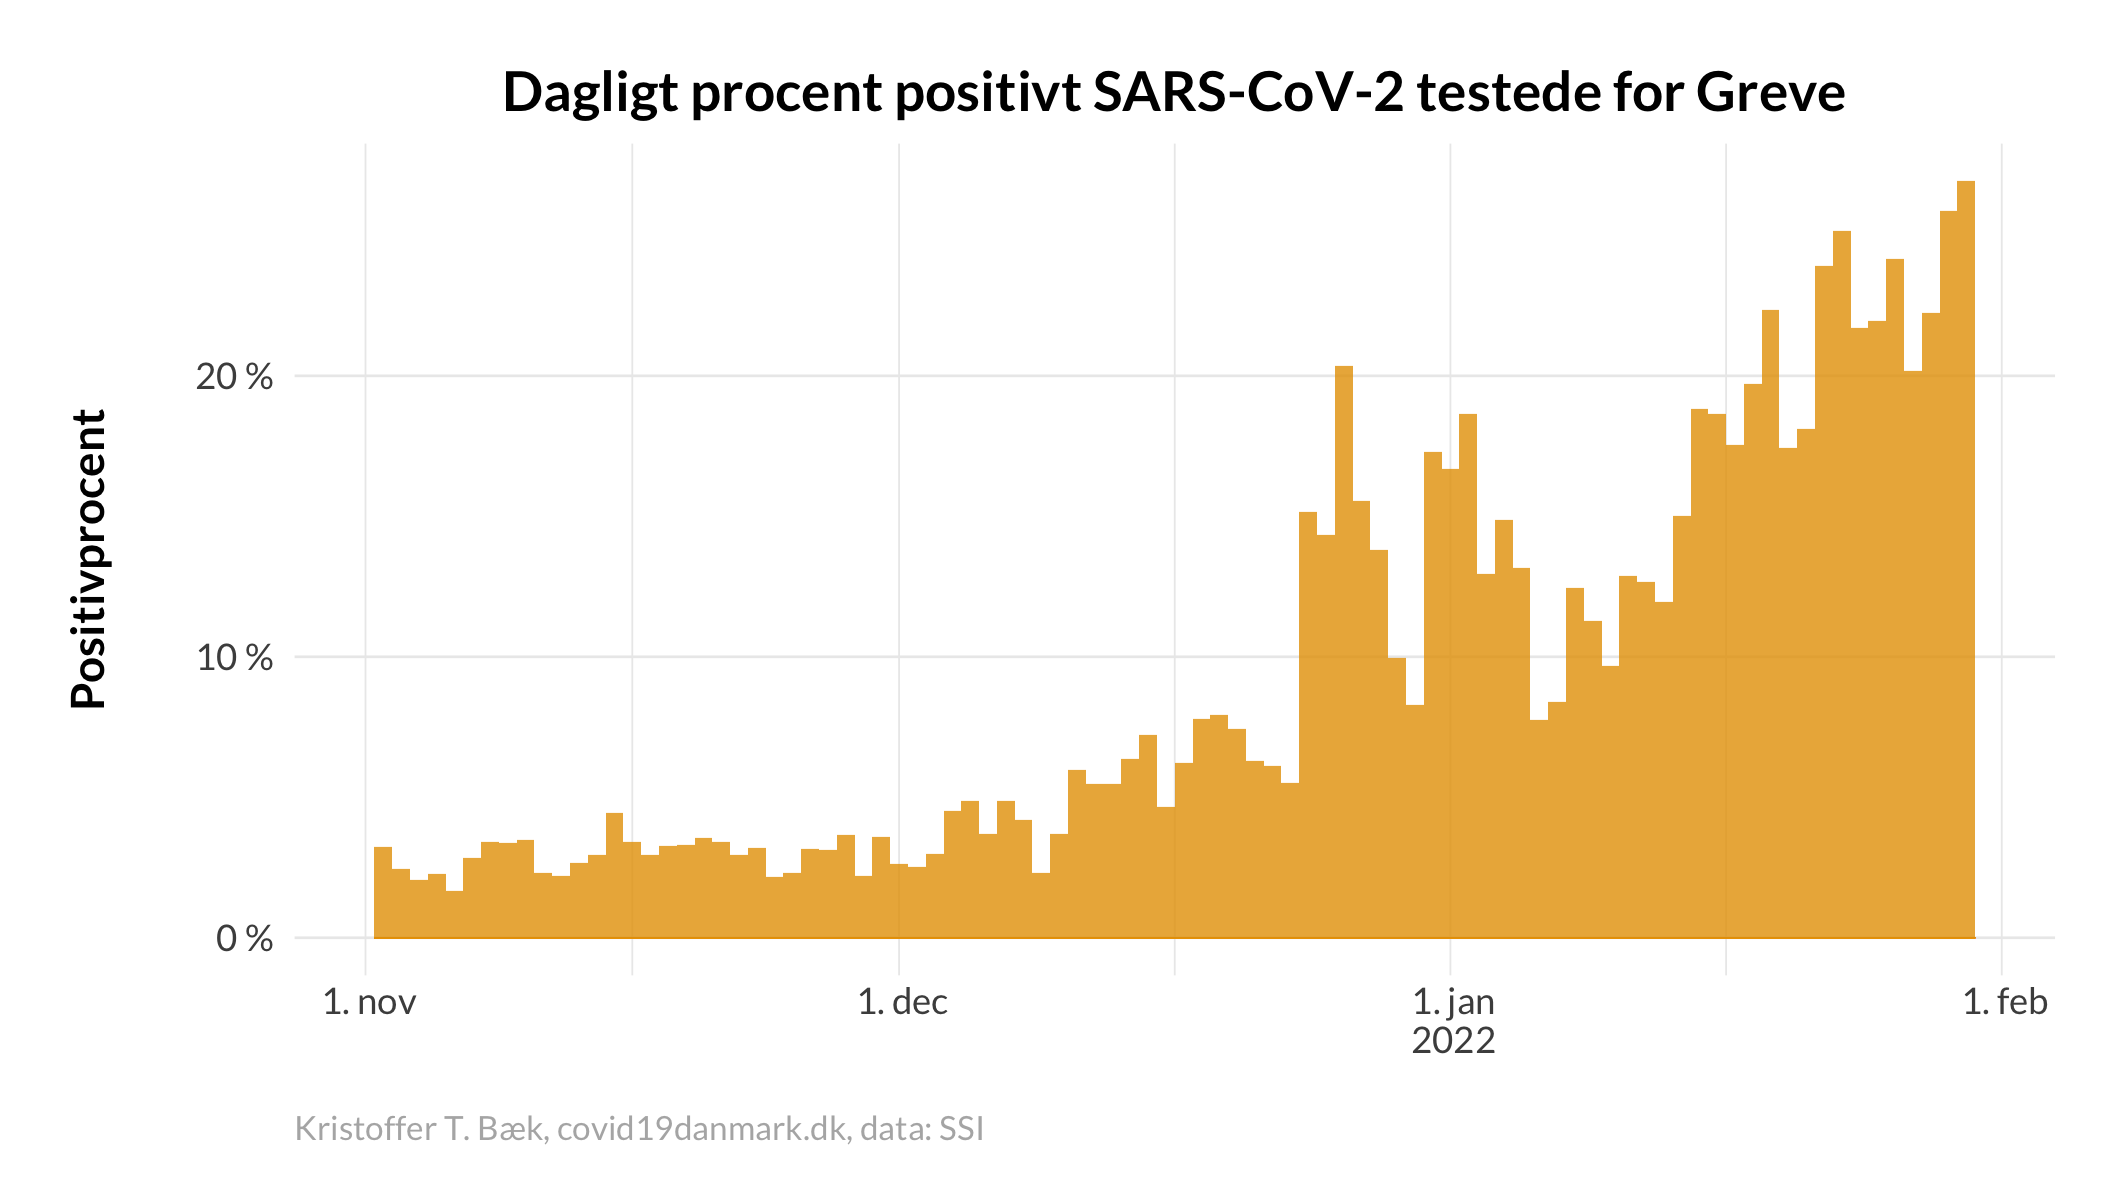 Dagligt procent positivt SARS-CoV-2 testede for Greve
Positivprocent
20 %
10 %
0 %
1. nov
1. dec
1. jan
2022
1. feb
Kristoffer T. Bæk, covid19danmark.dk, data: SSI